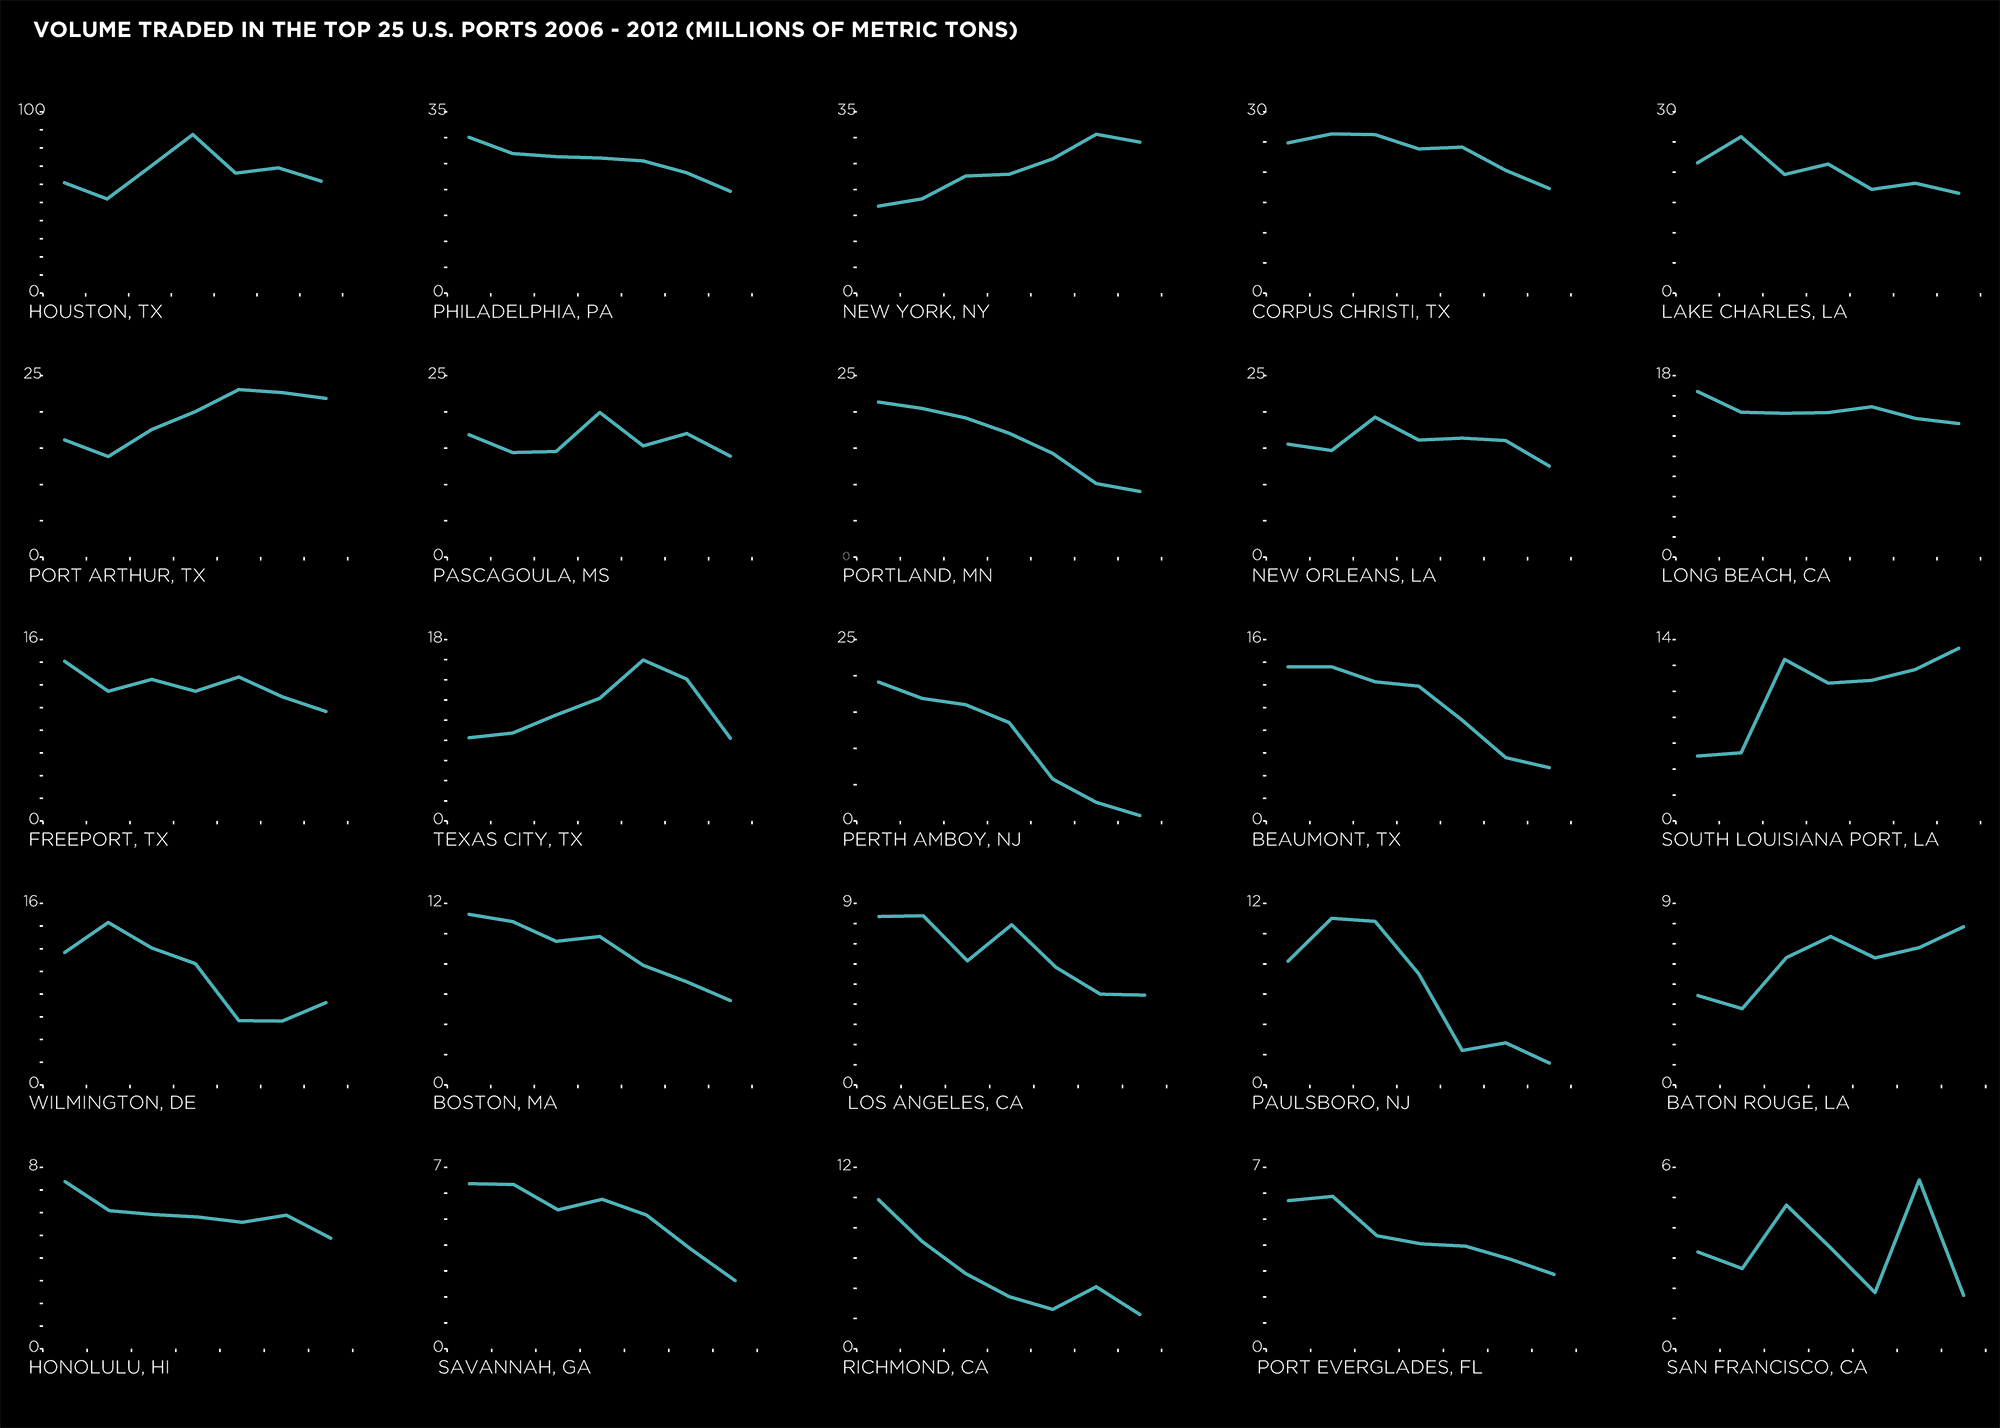 VOLUME TRADED IN THE TOP 25 U.S. PORTS 2006 - 2012 (MILLIONS OF METRIC TONS)
100 35 35 30 30
0 0 0 0 0
HOUSTON, TX PHILADELPHIA, PA NEW YORK, NY CORPUS CHRISTI, TX LAKE CHARLES, LA
25 25 25 25 18
0 0 0 0 0
PORT ARTHUR, TX PASCAGOULA, MS PORTLAND, MN NEW ORLEANS, LA LONG BEACH, CA
16 18 25 16 14
0 0 0 0 0
FREEPORT, TX TEXAS CITY, TX PERTH AMBOY, NJ BEAUMONT, TX SOUTH LOUISIANA PORT, LA
16 12 9 12 9
0 0 0 0 0
WILMINGTON, DE BOSTON, MA LOS ANGELES, CA PAULSBORO, NJ BATON ROUGE, LA
8 7 12 7 6
0 0 0 0 0
HONOLULU, HI SAVANNAH, GA RICHMOND, CA PORT EVERGLADES, FL SAN FRANCISCO, CA